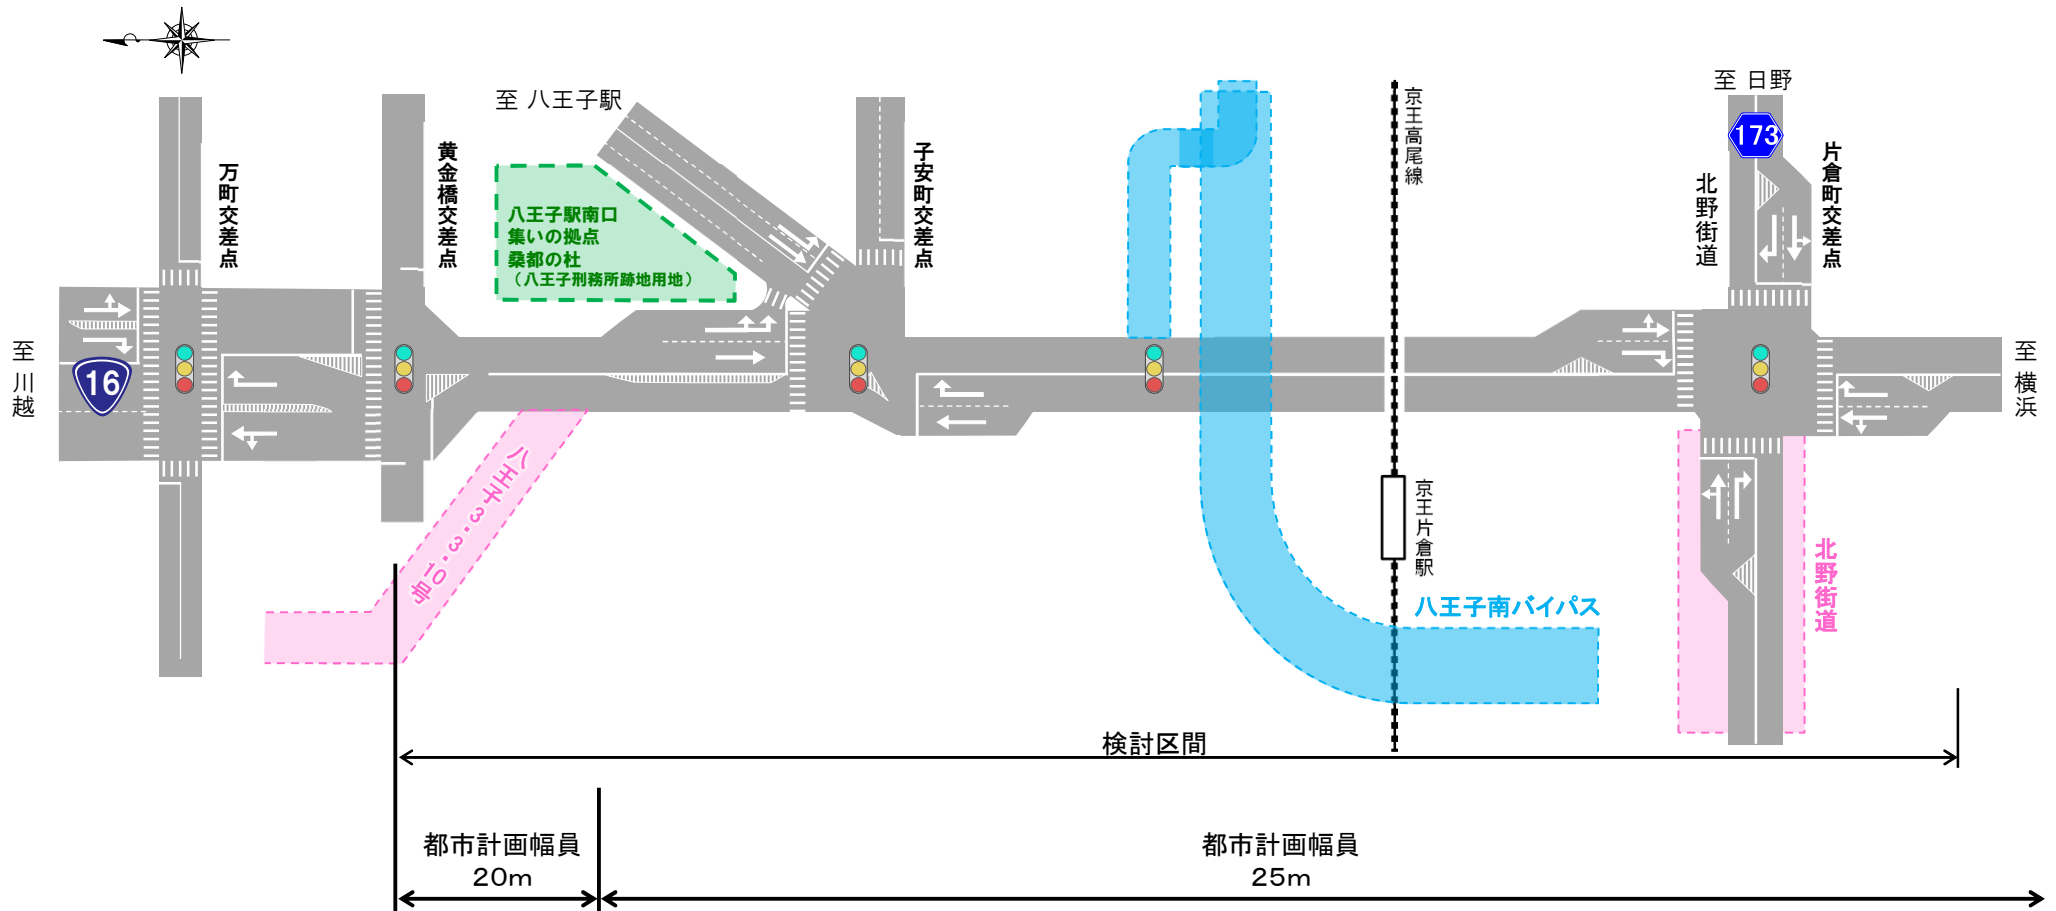 至 日野
173
至 八王子駅
京王高尾線
万町交差点
黄金橋交差点
子安町交差点
北野街道
片倉町交差点
八王子駅南口
集いの拠点
桑都の杜
（八王子刑務所跡地用地）
至 川越
16
至 横浜
八王子3・3・10号
京王片倉駅
八王子南バイパス
北野街道
検討区間
都市計画幅員
20m
都市計画幅員
25m